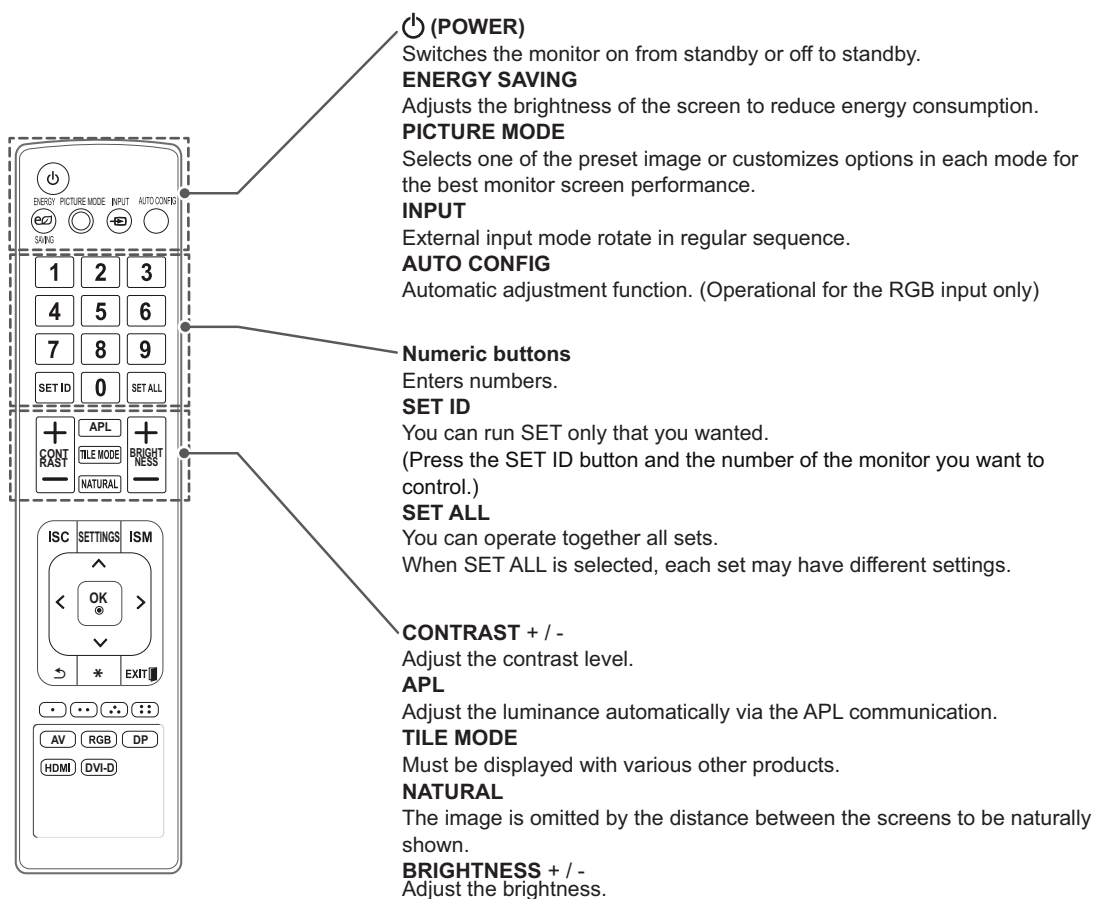 (POWER)
Switches the monitor on from standby or off to standby.
ENERGY SAVING
Adjusts the brightness of the screen to reduce energy consumption.
PICTURE MODE
Selects one of the preset image or customizes options in each mode for
the best monitor screen performance.
INPUT
External input mode rotate in regular sequence.
AUTO CONFIG
Automatic adjustment function. (Operational for the RGB input only)
Numeric buttons
Enters numbers.
SET ID
You can run SET only that you wanted.
(Press the SET ID button and the number of the monitor you want to
control.)
SET ALL
You can operate together all sets.
When SET ALL is selected, each set may have different settings.
CONTRAST + / -
Adjust the contrast level.
APL
Adjust the luminance automatically via the APL communication.
TILE MODE
Must be displayed with various other products.
NATURAL
The image is omitted by the distance between the screens to be naturally
shown.
BRIGHTNESS + / -
Adjust the brightness.
ENERGY PICTURE MODE INPUT AUTO CONFIG
SAVING
1 2 3
4 5 6
7 8 9
SET ID 0 SET ALL
+ APL +
CONT
RAST TILE MODE BRIGHT
NESS
- NATURAL -
ISC SETTINGS ISM
OK
* EXIT
AV RGB DP
HDMI DVI-D